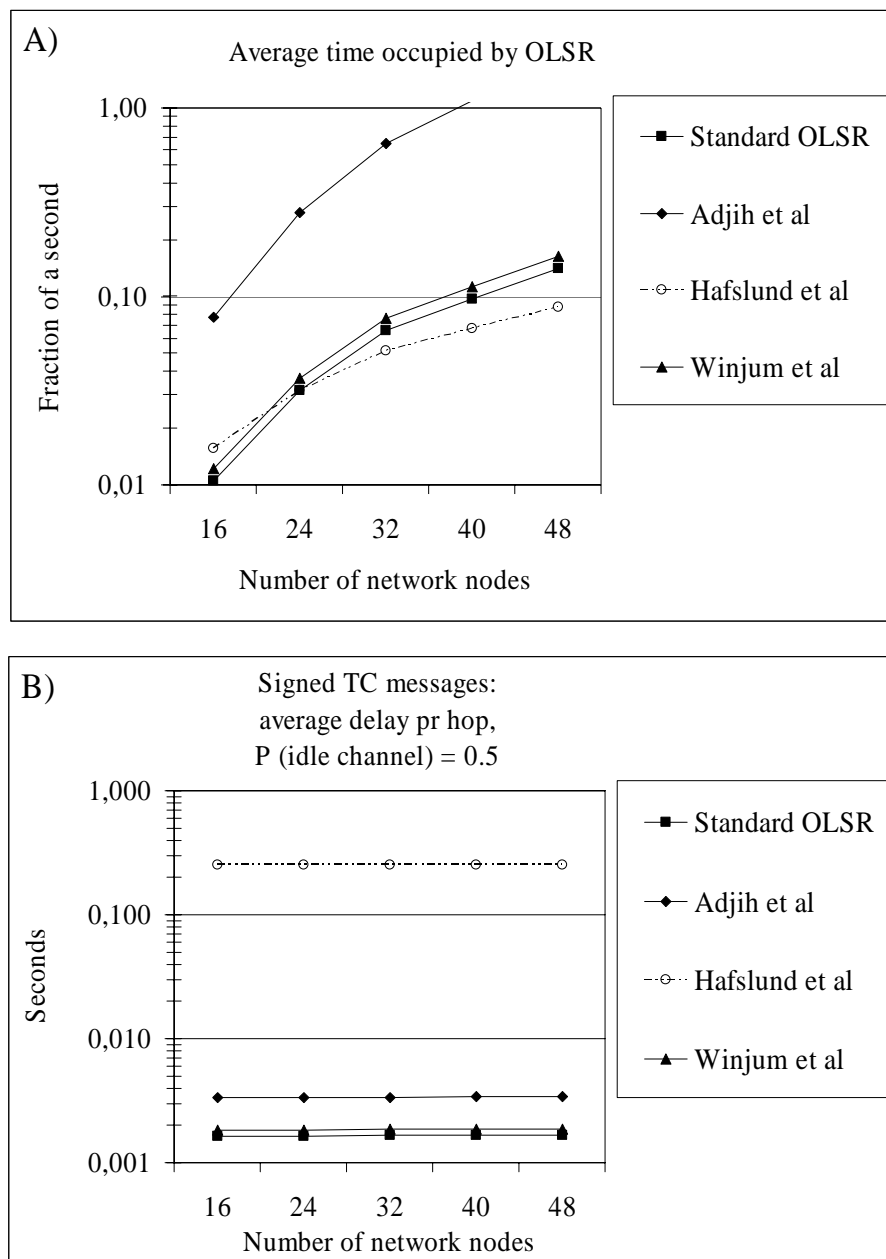 A)
Average time occupied by OLSR
Fraction of a second
1,00
0,10
0,01
16 24 32 40 48
Number of network nodes
Standard OLSR
Adjih et al
Hafslund et al
Winjum et al
B)
Signed TC messages:
average delay pr hop,
P (idle channel) = 0.5
Seconds
1,000
0,100
0,010
0,001
16 24 32 40 48
Number of network nodes
Standard OLSR
Adjih et al
Hafslund et al
Winjum et al